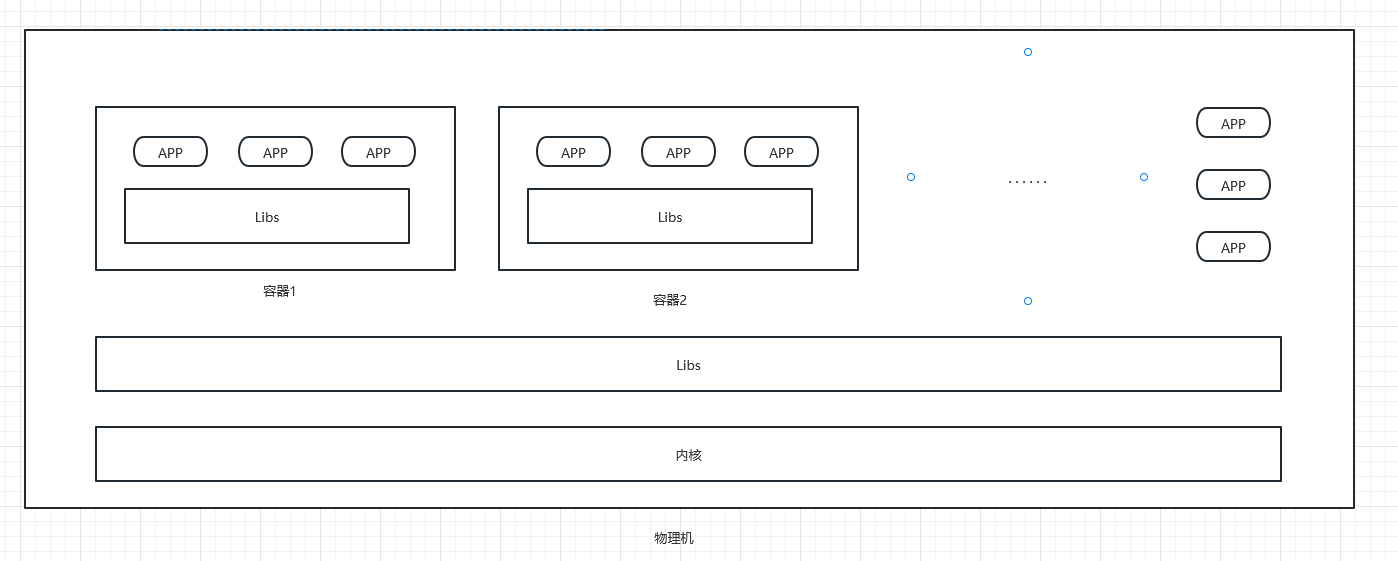 APP APP APP
Libs
容器1
APP APP APP
Libs
容器2
......
APP
APP
APP
Libs
内核
物理机